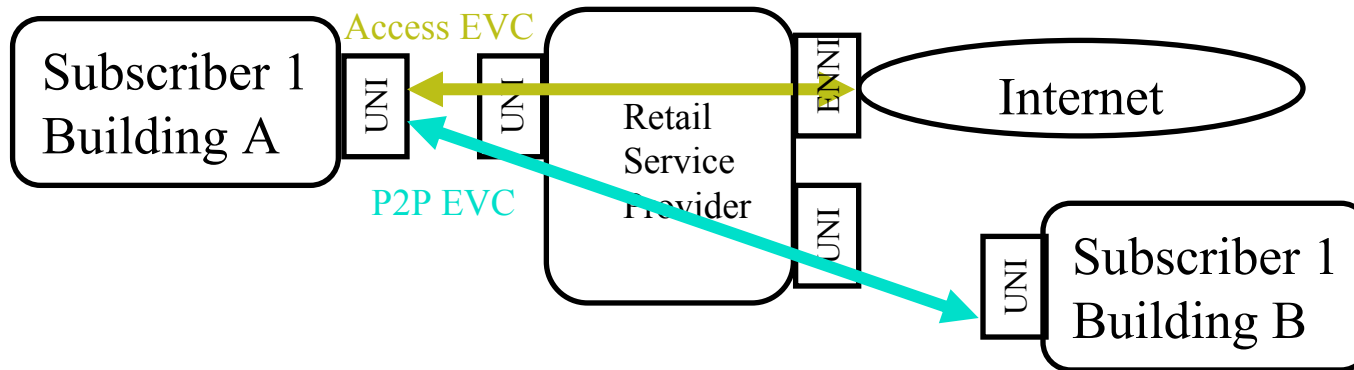 Access EVC
Subscriber 1
Building A
UNI
UNI
Retail
Service
Provider
ENNI
Internet
P2P EVC
UNI
UNI
Subscriber 1
Building B